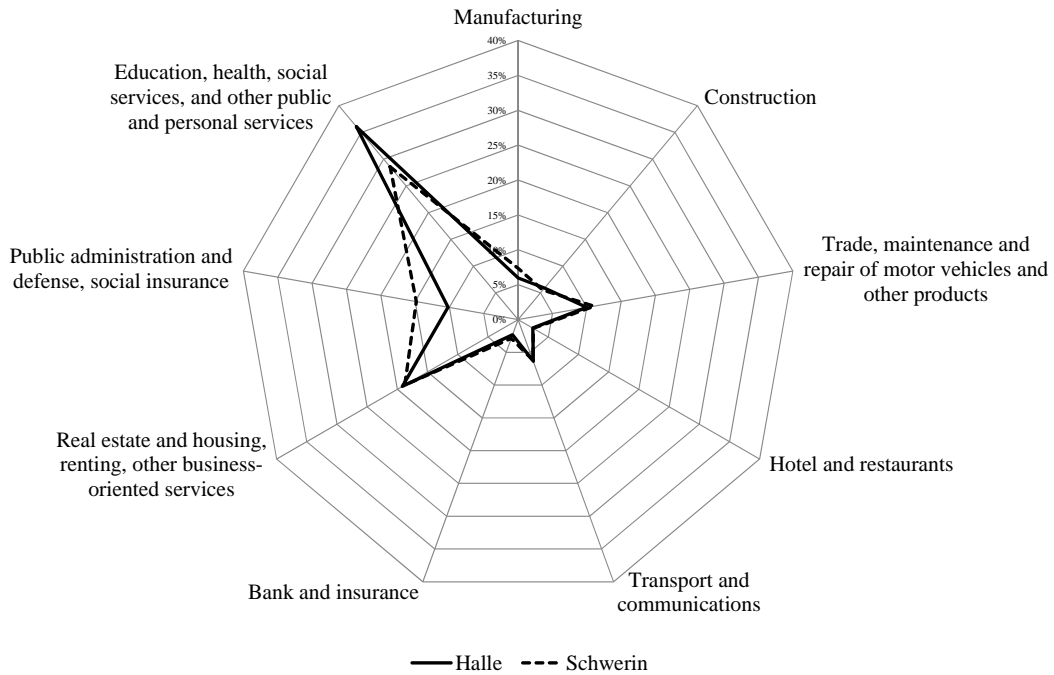 Manufacturing
40%
35%
30%
25%
20%
15%
10%
5%
0%
Construction
Trade, maintenance and
repair of motor vehicles and
other products
Hotel and restaurants
Transport and
communications
Bank and insurance
Real estate and housing,
renting, other business-
oriented services
Public administration and
defense, social insurance
Education, health, social
services, and other public
and personal services
Halle
Schwerin